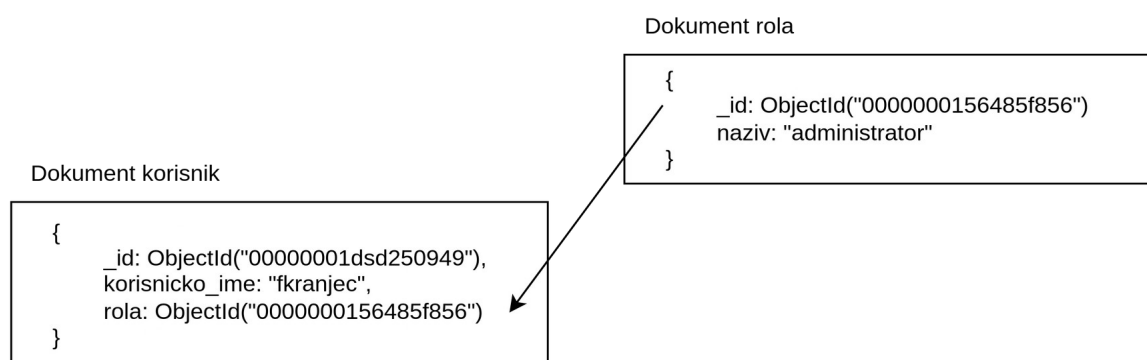 Dokument rola
{
_id: ObjectId("0000000156485f856")
naziv: "administrator"
}
Dokument korisnik
{
_id: ObjectId("00000001dsd250949"),
korisnicko_ime: "fkranjec",
rola: ObjectId("0000000156485f856")
}